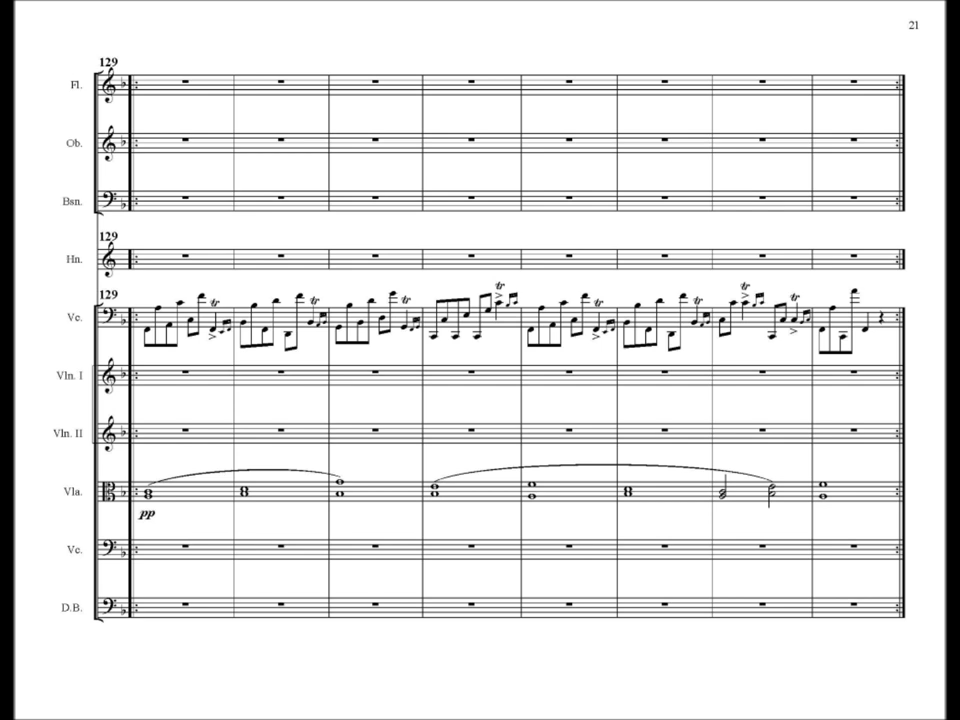 21
129
Fl.
Ob.
Bsn.
129
Hn.
129
tr tr tr tr tr tr tr tr
Vc.
Vln. I
Vln. II
Vla.
pp
Vc.
D.B.